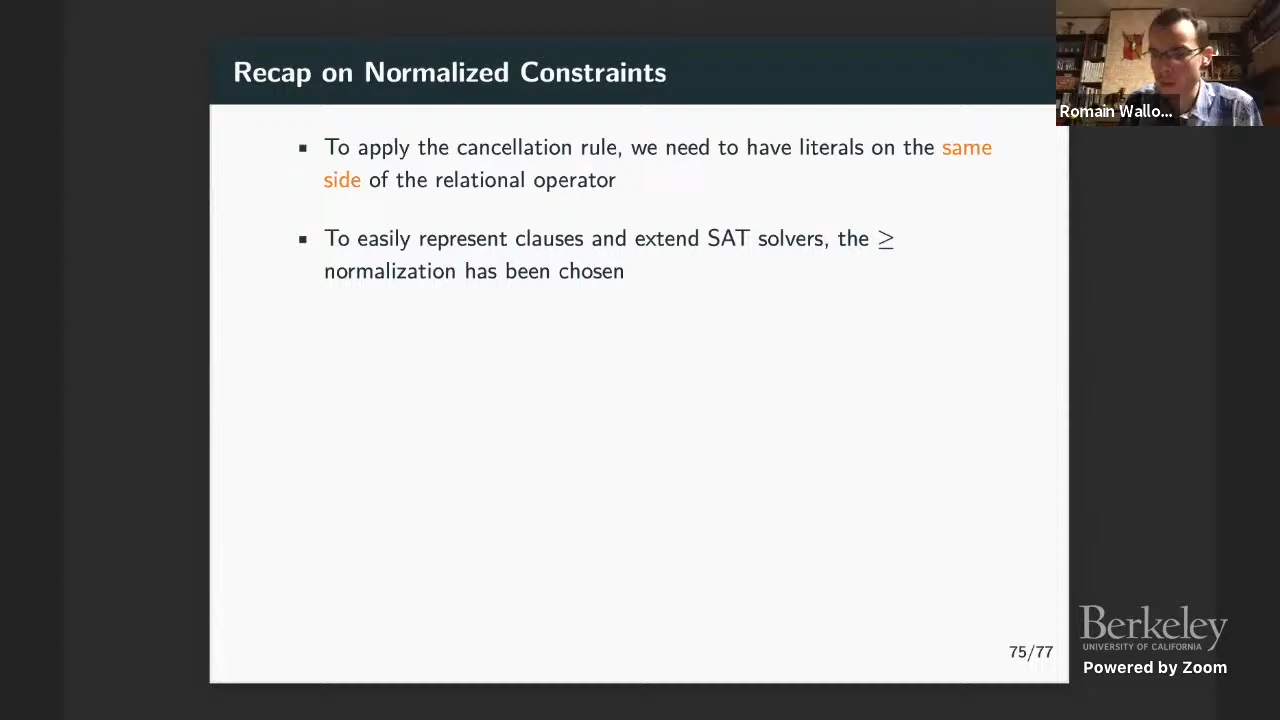 Recap on Normalized Constraints
Romain Wallo...
▪ To apply the cancellation rule, we need to have literals on the same
side of the relational operator
▪ To easily represent clauses and extend SAT solvers, the ≥
normalization has been chosen
75/77
Berkeley
UNIVERSITY OF CALIFORNIA
Powered by Zoom